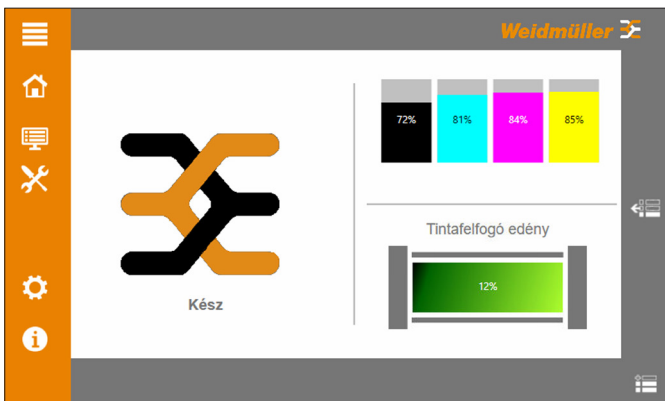 Weidmüller
72%
81%
84%
85%
Tintafelfogó edény
12%
Kész